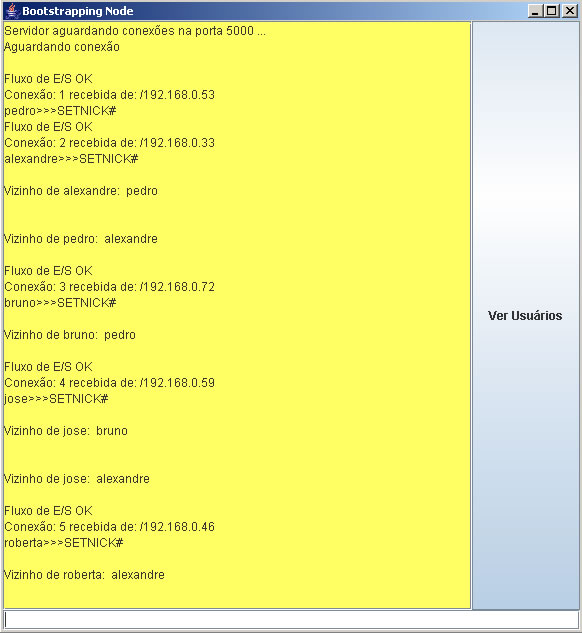 Bootstrapping Node
Servidor aguardando conexões na porta 5000 ...
Aguardando conexão
Fluxo de E/S OK
Conexão: 1 recebida de: /192.168.0.53
pedro>>>SETNICK#
Fluxo de E/S OK
Conexão: 2 recebida de: /192.168.0.33
alexandre>>>SETNICK#
Vizinho de alexandre:  pedro
Vizinho de pedro:  alexandre
Fluxo de E/S OK
Conexão: 3 recebida de: /192.168.0.72
bruno>>>SETNICK#
Vizinho de bruno:  pedro
Fluxo de E/S OK
Conexão: 4 recebida de: /192.168.0.59
jose>>>SETNICK#
Vizinho de jose:  bruno
Vizinho de jose:  alexandre
Fluxo de E/S OK
Conexão: 5 recebida de: /192.168.0.46
roberta>>>SETNICK#
Vizinho de roberta:  alexandre
Ver Usuários